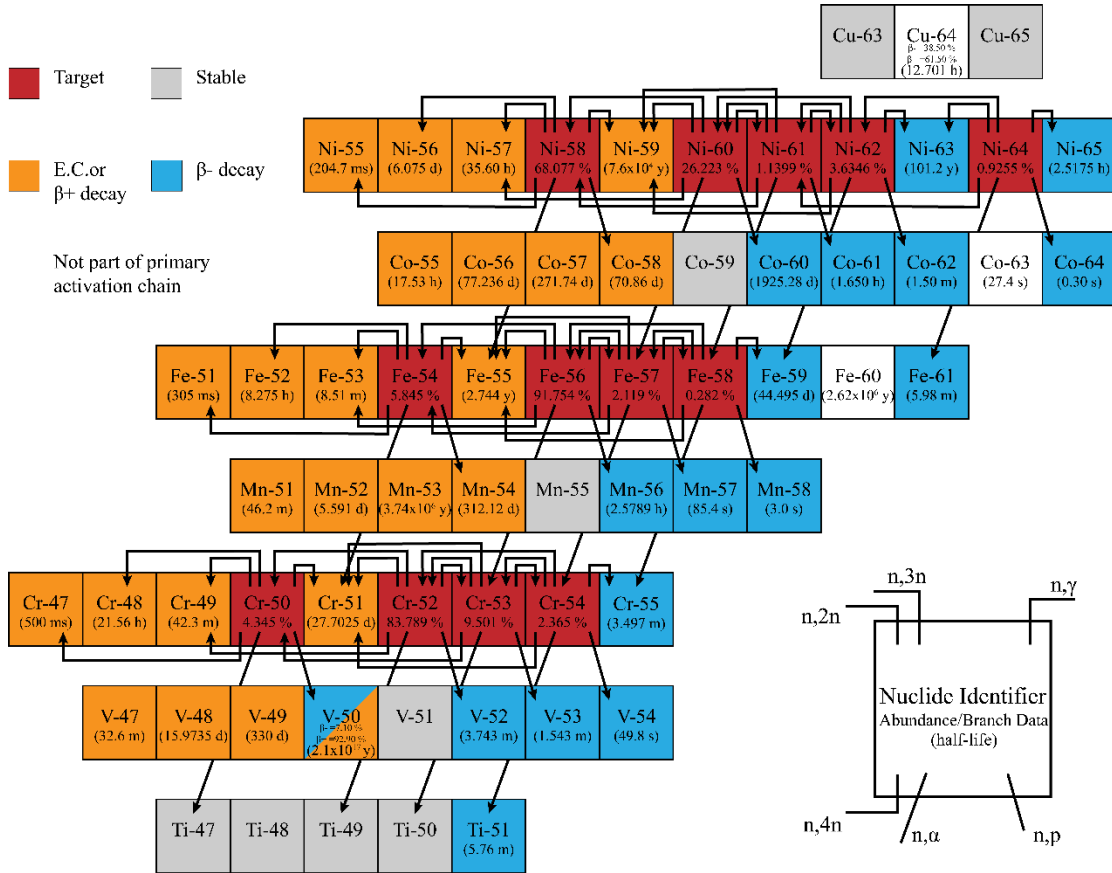 Cu-63
Cu-64
β- 38.50 %
β =61.50 %
(12.701 h)
Cu-65
Target
Stable
E.C.or
β+ decay
β- decay
Not part of primary
activation chain
Ni-55
(204.7 ms)
Ni-56
(6.075 d)
Ni-57
(35.60 h)
Ni-58
68.077 %
Ni-59
(7.6x10⁴ y)
Ni-60
26.223 %
Ni-61
1.1399 %
Ni-62
3.6346 %
Ni-63
(101.2 y)
Ni-64
0.9255 %
Ni-65
(2.5175 h)
Co-55
(17.53 h)
Co-56
(77.236 d)
Co-57
(271.74 d)
Co-58
(70.86 d)
Co-59
Co-60
(1925.28 d)
Co-61
(1.650 h)
Co-62
(1.50 m)
Co-63
(27.4 s)
Co-64
(0.30 s)
Fe-51
(305 ms)
Fe-52
(8.275 h)
Fe-53
(8.51 m)
Fe-54
5.845 %
Fe-55
(2.744 y)
Fe-56
91.754 %
Fe-57
2.119 %
Fe-58
0.282 %
Fe-59
(44.495 d)
Fe-60
(2.62x10⁶ y)
Fe-61
(5.98 m)
Mn-51
(46.2 m)
Mn-52
(5.591 d)
Mn-53
(3.74x10⁶ y)
Mn-54
(312.12 d)
Mn-55
Mn-56
(2.5789 h)
Mn-57
(85.4 s)
Mn-58
(3.0 s)
Cr-47
(500 ms)
Cr-48
(21.56 h)
Cr-49
(42.3 m)
Cr-50
4.345 %
Cr-51
(27.7025 d)
Cr-52
83.789 %
Cr-53
9.501 %
Cr-54
2.365 %
Cr-55
(3.497 m)
V-47
(32.6 m)
V-48
(15.9735 d)
V-49
(330 d)
V-50
β- =7.10 %
β =92.90 %
(2.1x10¹⁷ y)
V-51
V-52
(3.743 m)
V-53
(1.543 m)
V-54
(49.8 s)
Ti-47
Ti-48
Ti-49
Ti-50
Ti-51
(5.76 m)
n,3n
n,2n
n,γ
Nuclide Identifier
Abundance/Branch Data
(half-life)
n,4n
n,α
n,p